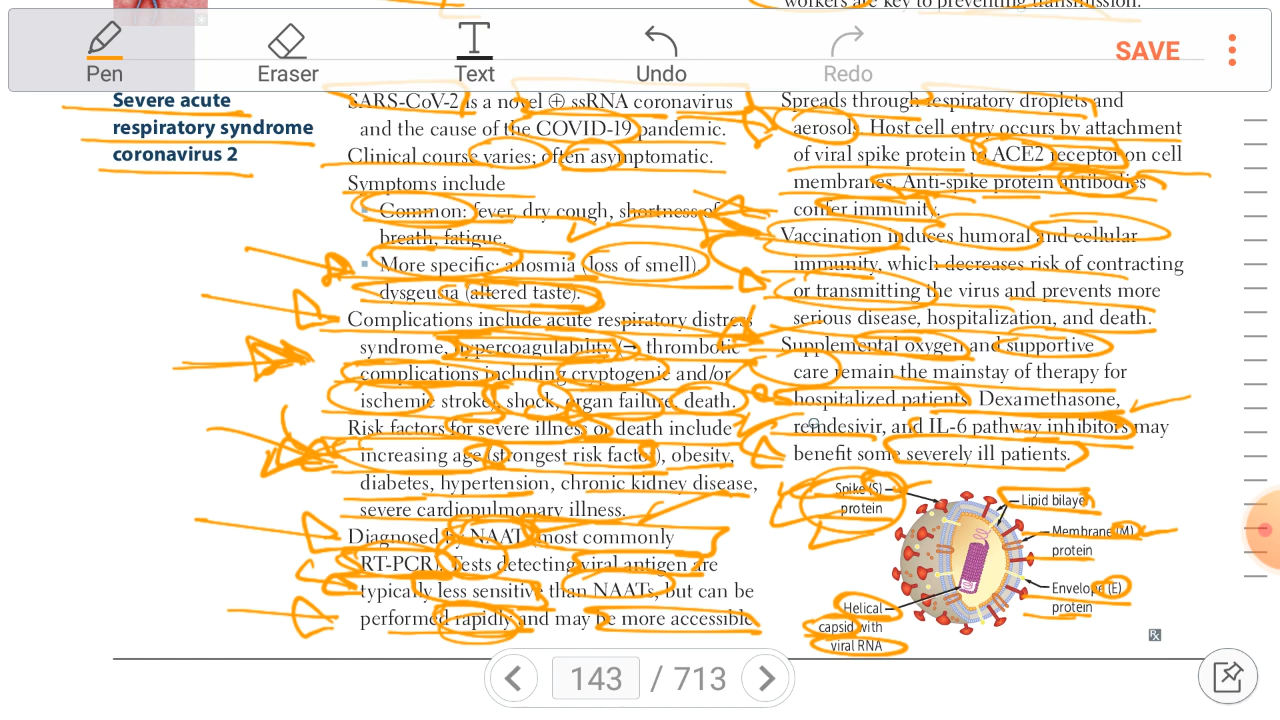 workers are key to preventing transmission.
Pen
Eraser
Text
Undo
Redo
SAVE
Severe acute
respiratory syndrome
coronavirus 2
SARS-CoV-2 is a novel ⊕ ssRNA coronavirus
and the cause of the COVID-19 pandemic.
Clinical course varies; often asymptomatic.
Symptoms include
Common: fever, dry cough, shortness of
breath, fatigue.
More specific: anosmia (loss of smell),
dysgeusia (altered taste).
Complications include acute respiratory distress
syndrome, hypercoagulability (→ thrombotic
complications including cryptogenic and/or
ischemic stroke), shock, organ failure, death.
Risk factors for severe illness or death include
increasing age (strongest risk factor), obesity,
diabetes, hypertension, chronic kidney disease,
severe cardiopulmonary illness.
Diagnosed by NAAT (most commonly
RT-PCR). Tests detecting viral antigen are
typically less sensitive than NAATs, but can be
performed rapidly and may be more accessible.
Spreads through respiratory droplets and
aerosols. Host cell entry occurs by attachment
of viral spike protein to ACE2 receptor on cell
membranes. Anti-spike protein antibodies
confer immunity.
Vaccination induces humoral and cellular
immunity, which decreases risk of contracting
or transmitting the virus and prevents more
serious disease, hospitalization, and death.
Supplemental oxygen and supportive
care remain the mainstay of therapy for
hospitalized patients. Dexamethasone,
remdesivir, and IL-6 pathway inhibitors may
benefit some severely ill patients.
Spike (S)
protein
Lipid bilayer
Membrane (M)
protein
Envelope (E)
protein
Helical
capsid with
viral RNA
℞
143 / 713